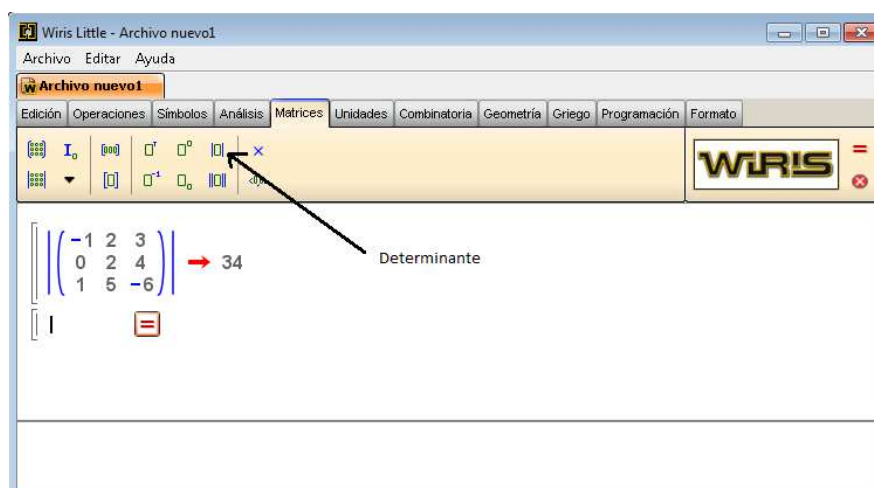 Wiris Little - Archivo nuevo1
Archivo Editar Ayuda
Archivo nuevo1
Edición Operaciones Símbolos Análisis Matrices Unidades Combinatoria Geometría Griego Programación Formato
WIRIS
-1 2 3
0 2 4 → 34
1 5 -6
Determinante
=